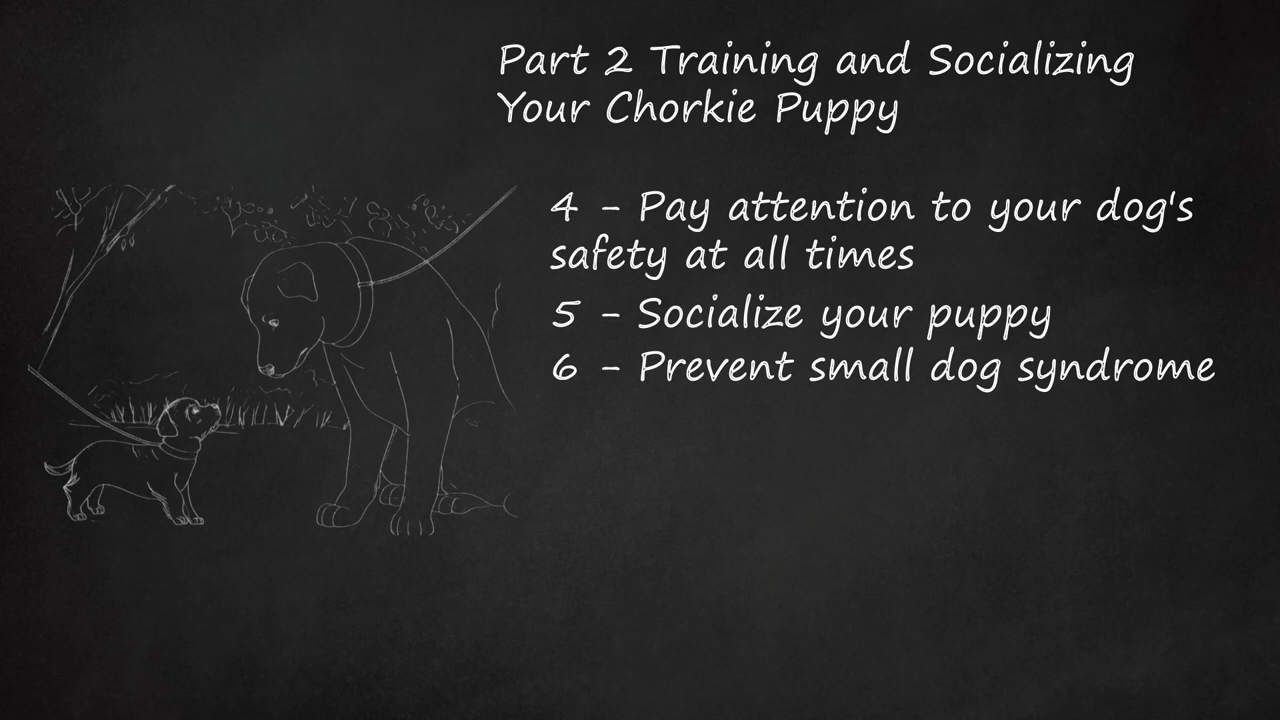 Part 2 Training and Socializing
Your Chorkie Puppy
4 - Pay attention to your dog's
safety at all times
5 - Socialize your puppy
6 - Prevent small dog syndrome